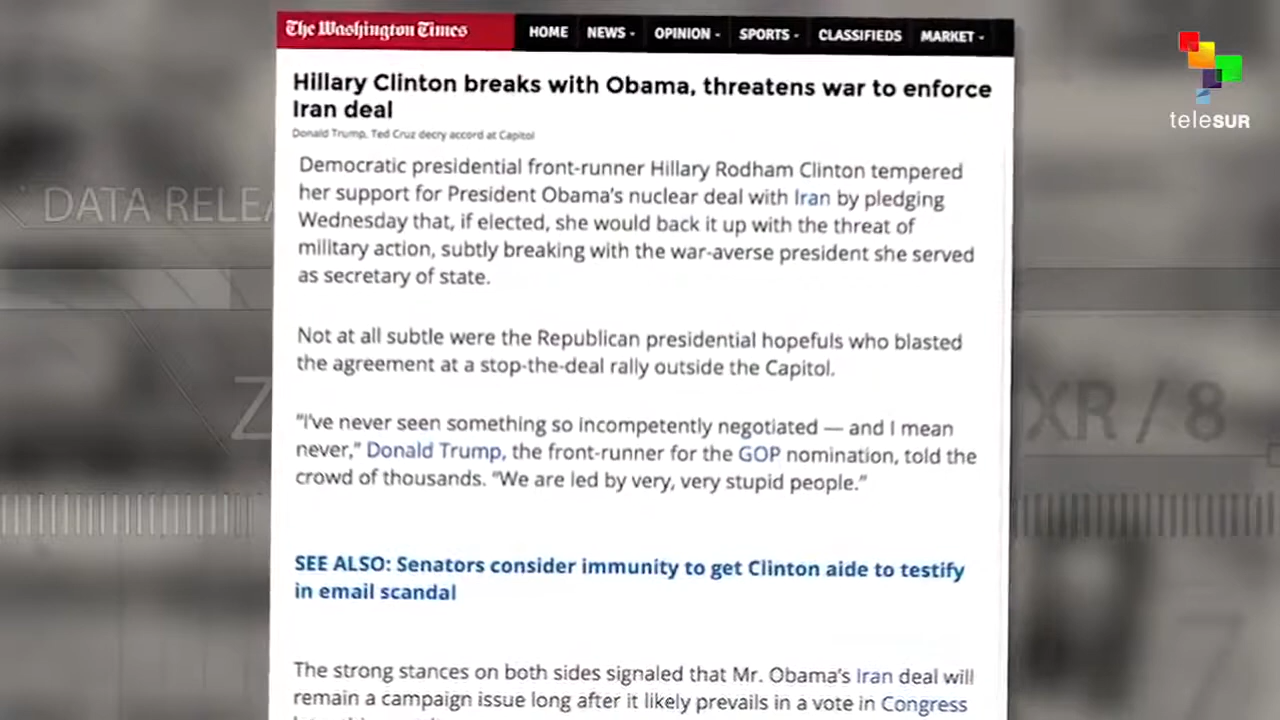 The Washington Times
HOME NEWS OPINION SPORTS CLASSIFIEDS MARKET
teleSUR
Hillary Clinton breaks with Obama, threatens war to enforce
Iran deal
Donald Trump, Ted Cruz decry accord at Capitol
Democratic presidential front-runner Hillary Rodham Clinton tempered
her support for President Obama's nuclear deal with Iran by pledging
Wednesday that, if elected, she would back it up with the threat of
military action, subtly breaking with the war-averse president she served
as secretary of state.
Not at all subtle were the Republican presidential hopefuls who blasted
the agreement at a stop-the-deal rally outside the Capitol.
"I've never seen something so incompetently negotiated — and I mean
never," Donald Trump, the front-runner for the GOP nomination, told the
crowd of thousands. "We are led by very, very stupid people."
SEE ALSO: Senators consider immunity to get Clinton aide to testify
in email scandal
The strong stances on both sides signaled that Mr. Obama's Iran deal will
remain a campaign issue long after it likely prevails in a vote in Congress
DATA
XR / 8